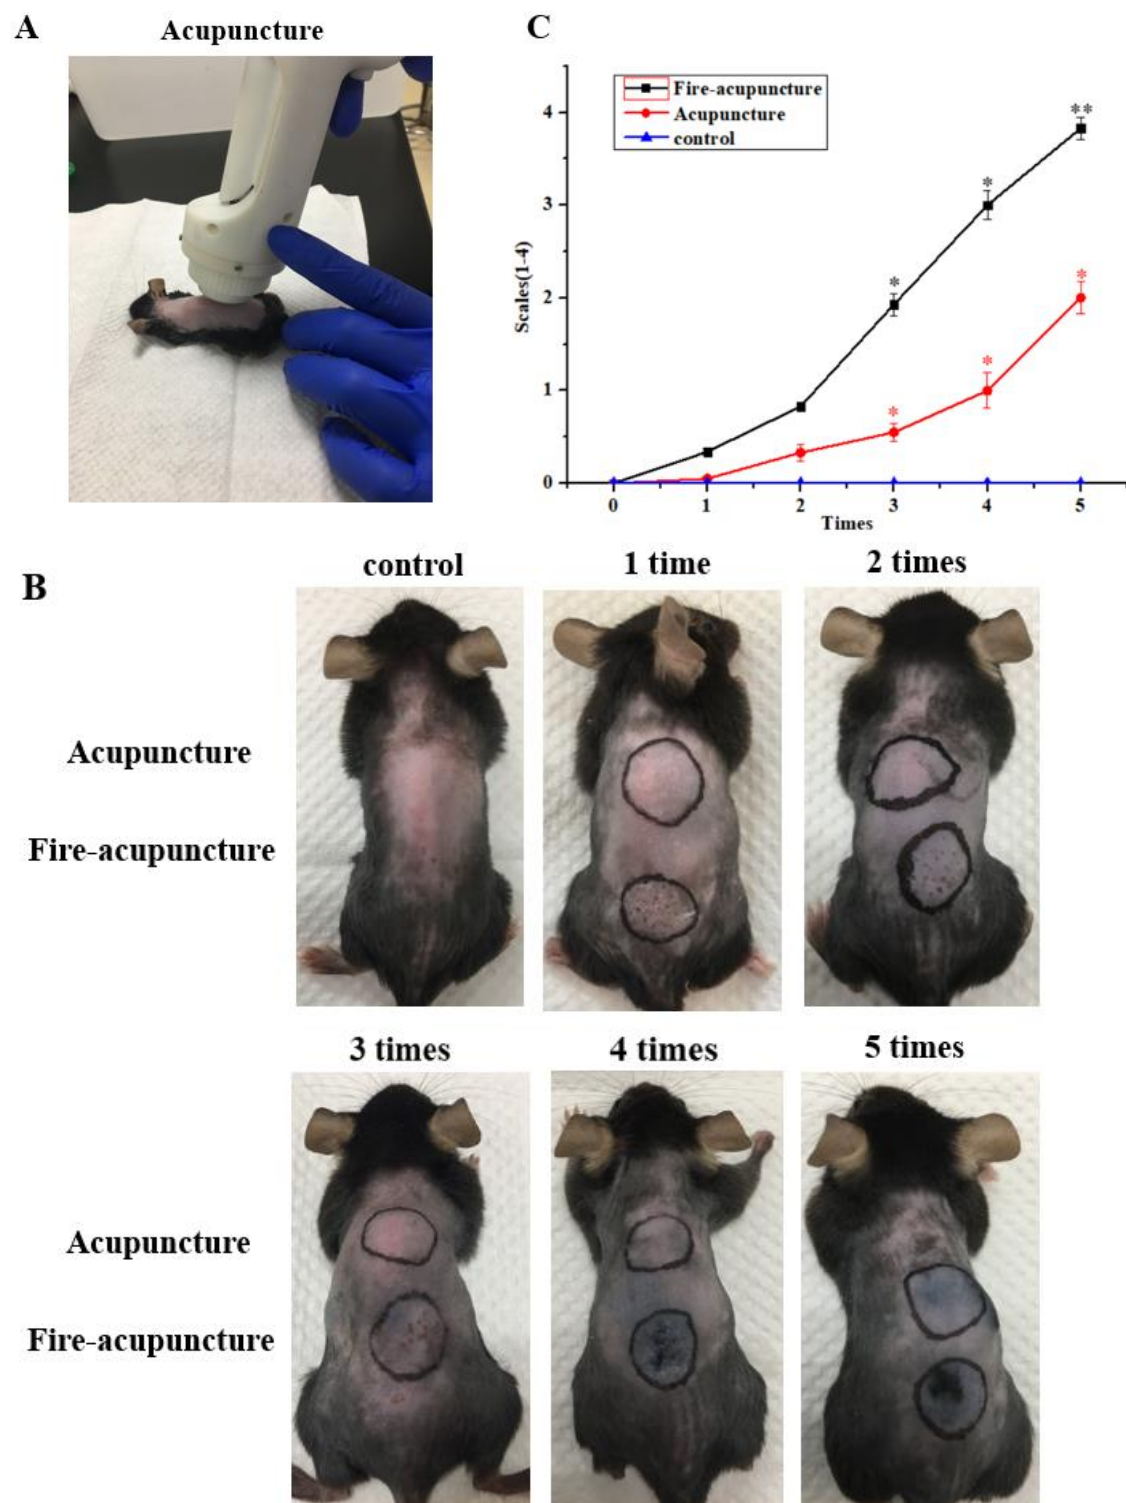 A
Acupuncture
C
Fire-acupuncture
Acupuncture
control
Scales(1-4)
4
3
2
1
0
**
*
*
*
*
*
0 1 2 3 4 5
Times
B
control 1 time 2 times
Acupuncture
Fire-acupuncture
3 times 4 times 5 times
Acupuncture
Fire-acupuncture